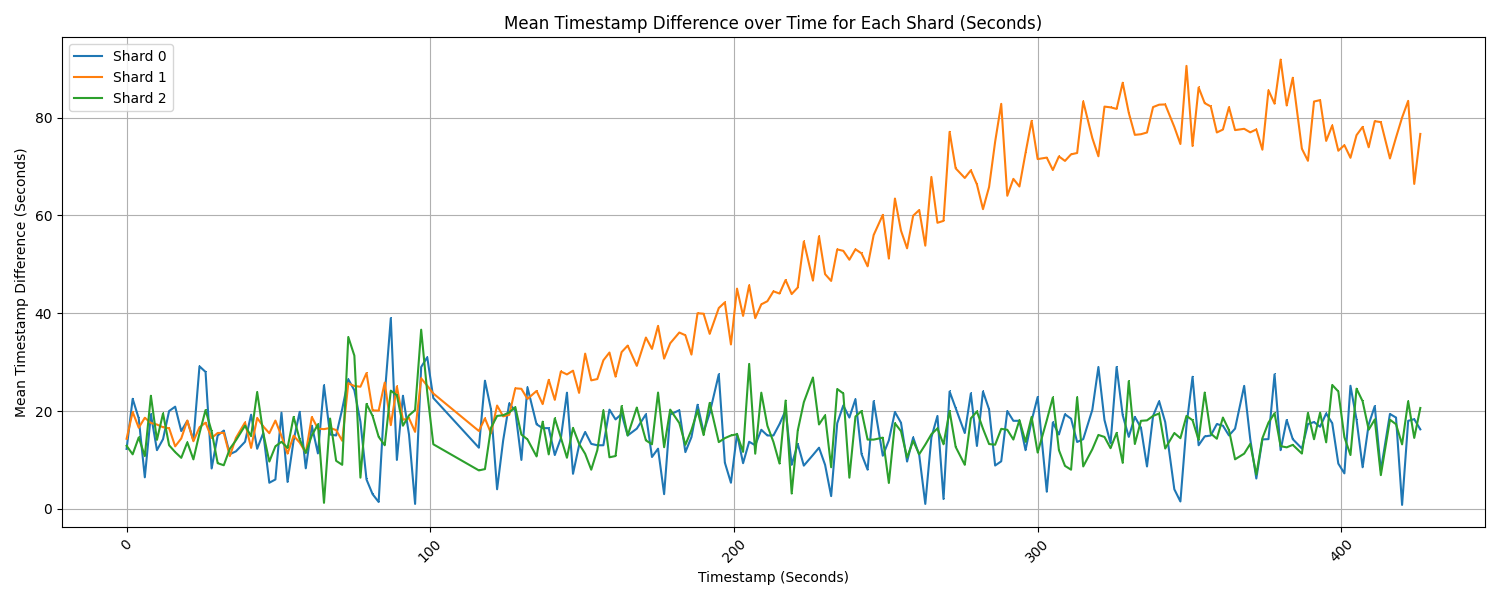 Mean Timestamp Difference over Time for Each Shard (Seconds)
Shard 0
Shard 1
Shard 2
Mean Timestamp Difference (Seconds)
80
60
40
20
0
0
100
200
300
400
Timestamp (Seconds)